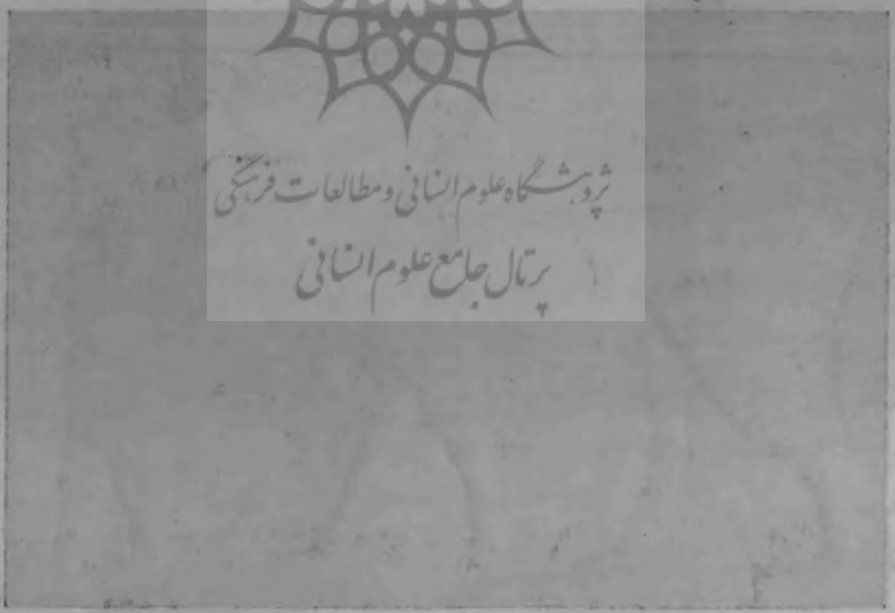 پژوهشگاه علوم انسانی و مطالعات فرهنگی
پرتال جامع علوم انسانی